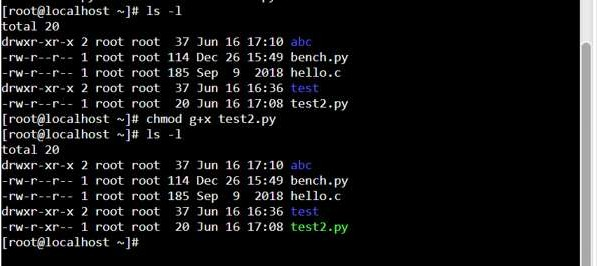 [root@localhost ~]# ls -l
total 20
drwxr-xr-x 2 root root  37 Jun 16 17:10 abc
-rw-r--r-- 1 root root 114 Dec 26 15:49 bench.py
-rw-r--r-- 1 root root 185 Sep  9  2018 hello.c
drwxr-xr-x 2 root root  37 Jun 16 16:36 test
-rw-r--r-- 1 root root  20 Jun 16 17:08 test2.py
[root@localhost ~]# chmod g+x test2.py
[root@localhost ~]# ls -l
total 20
drwxr-xr-x 2 root root  37 Jun 16 17:10 abc
-rw-r--r-- 1 root root 114 Dec 26 15:49 bench.py
-rw-r--r-- 1 root root 185 Sep  9  2018 hello.c
drwxr-xr-x 2 root root  37 Jun 16 16:36 test
-rw-r-xr-- 1 root root  20 Jun 16 17:08 test2.py
[root@localhost ~]#